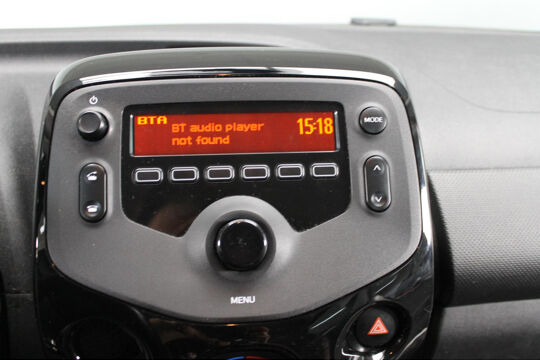 BTA
BT audio player
not found
15-18
MODE
MENU